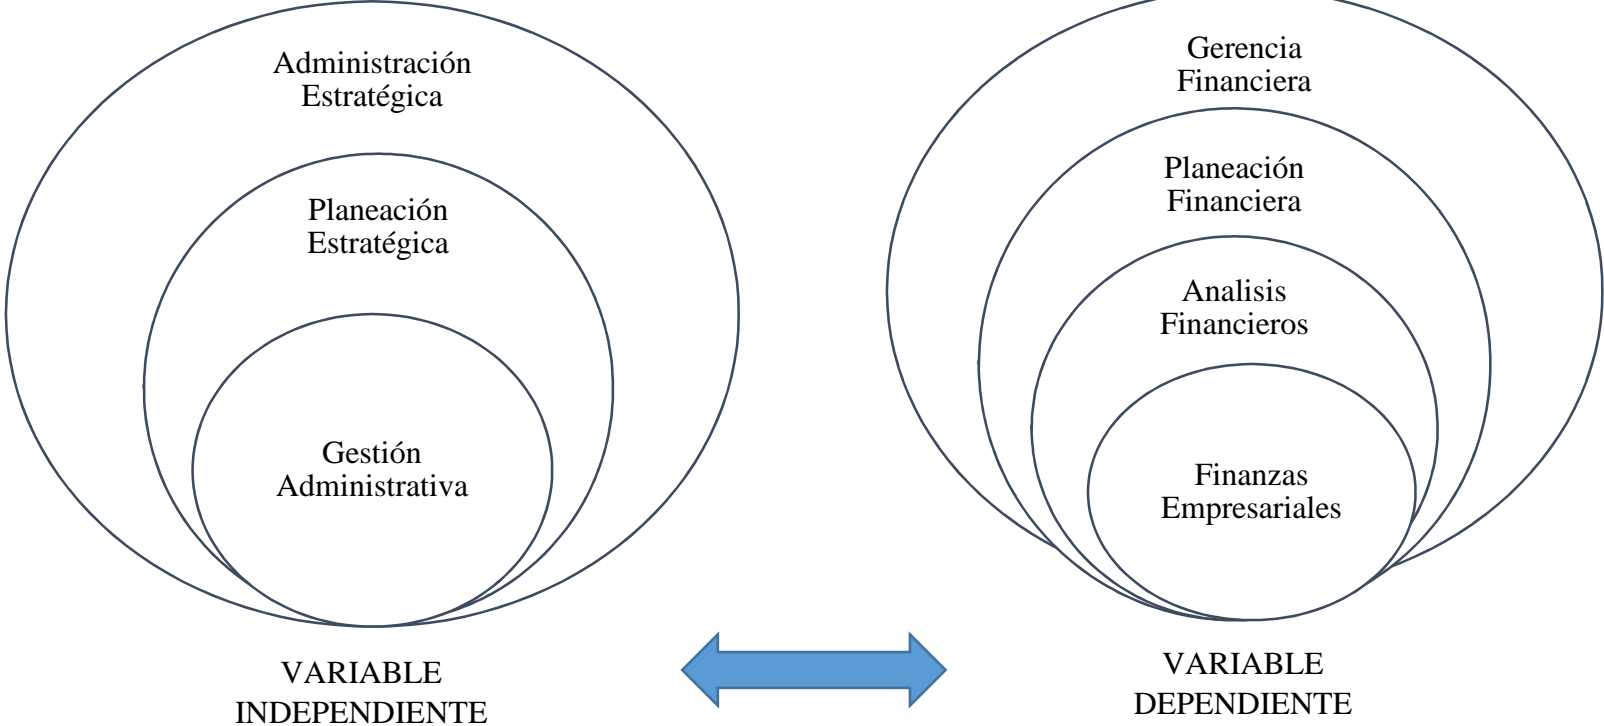 Administración
Estratégica
Planeación
Estratégica
Gestión
Administrativa
VARIABLE
INDEPENDIENTE
Gerencia
Financiera
Planeación
Financiera
Analisis
Financieros
Finanzas
Empresariales
VARIABLE
DEPENDIENTE